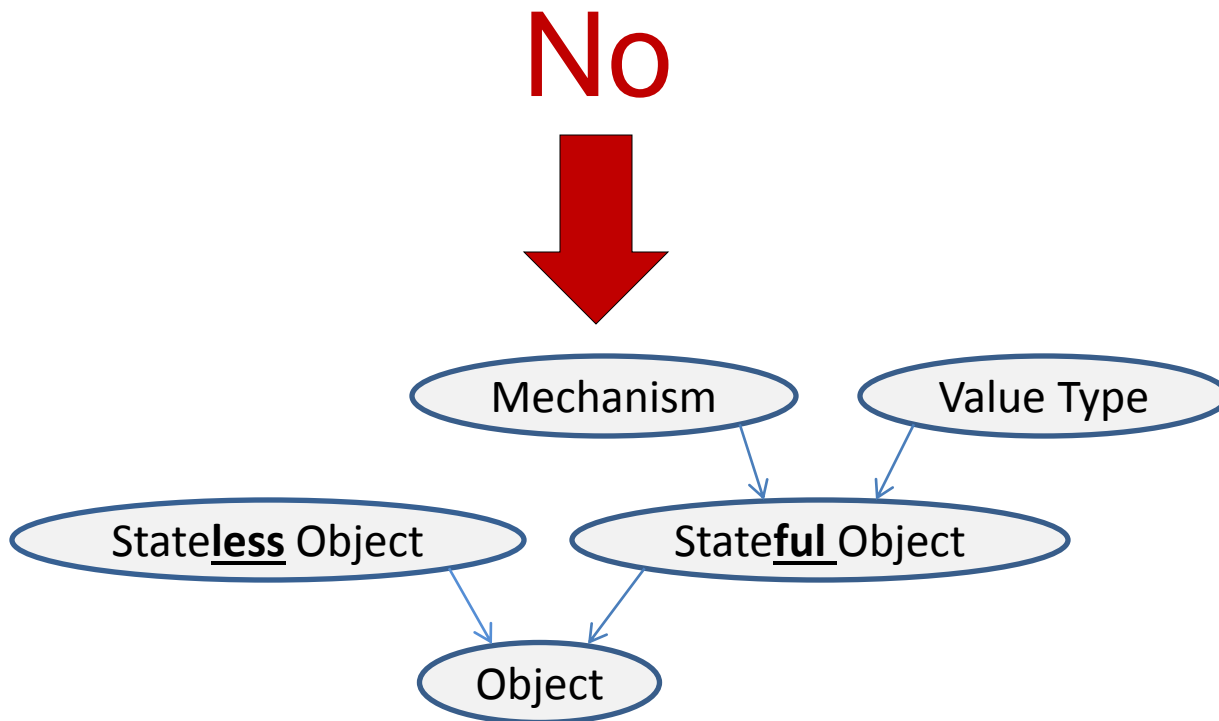 No
Mechanism
Value Type
Stateless Object
Stateful Object
Object